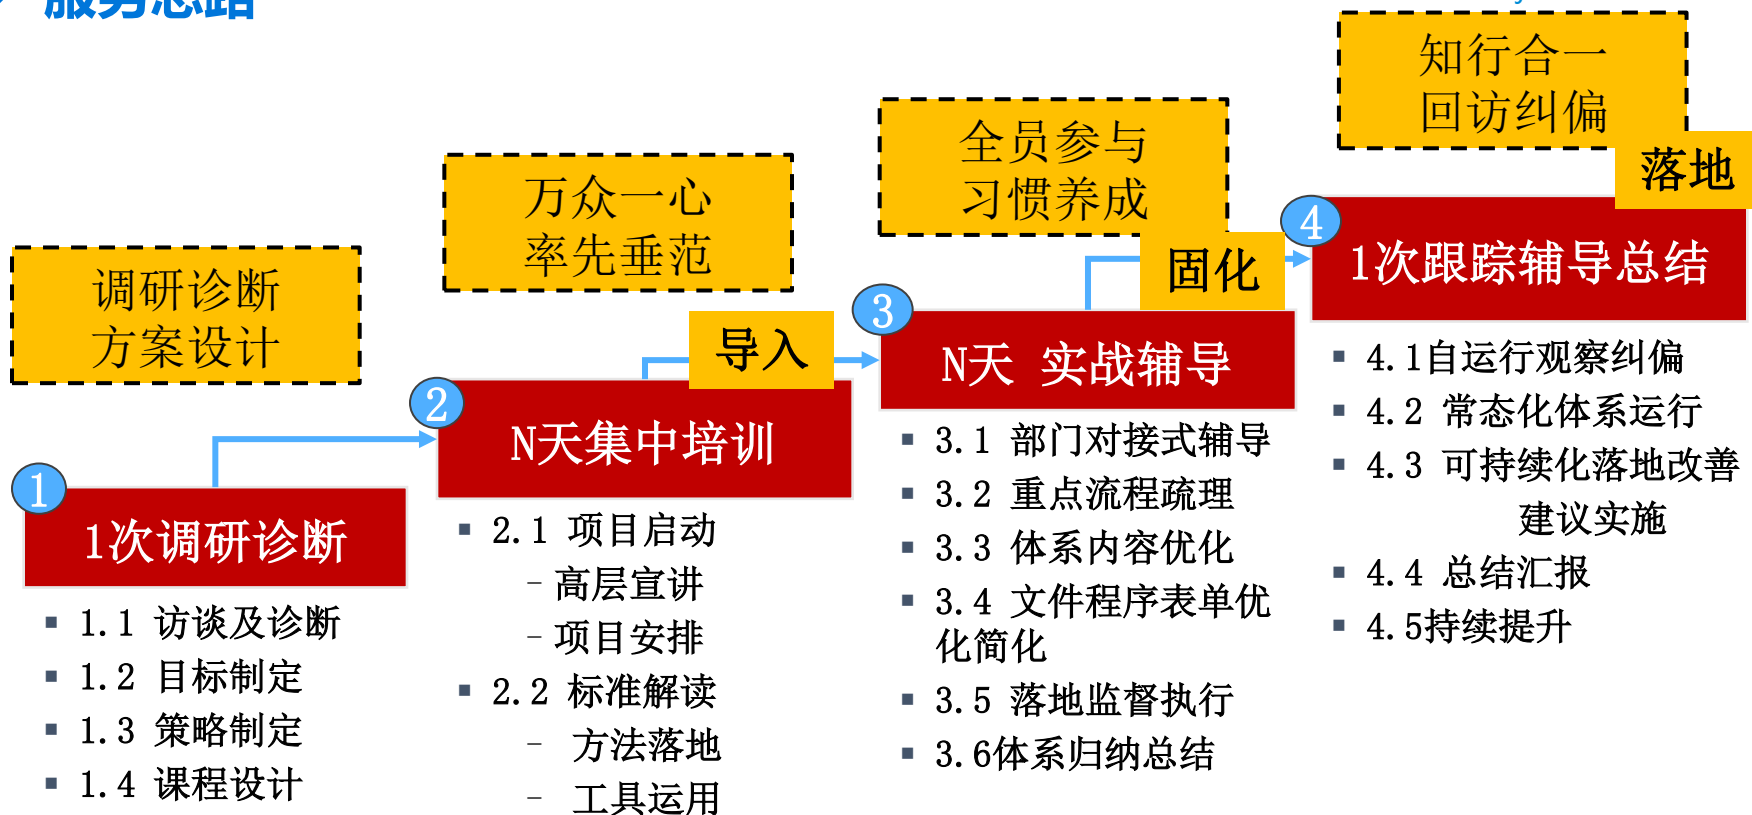 服务思路
调研诊断
方案设计
1
1次调研诊断
1.1 访谈及诊断
1.2 目标制定
1.3 策略制定
1.4 课程设计
万众一心
率先垂范
导入
2
N天集中培训
2.1 项目启动
-高层宣讲
-项目安排
2.2 标准解读
- 方法落地
- 工具运用
全员参与
习惯养成
固化
3
N天 实战辅导
3.1 部门对接式辅导
3.2 重点流程疏理
3.3 体系内容优化
3.4 文件程序表单优
化简化
3.5 落地监督执行
3.6体系归纳总结
知行合一
回访纠偏
落地
4
1次跟踪辅导总结
4.1自运行观察纠偏
4.2 常态化体系运行
4.3 可持续化落地改善
建议实施
4.4 总结汇报
4.5持续提升